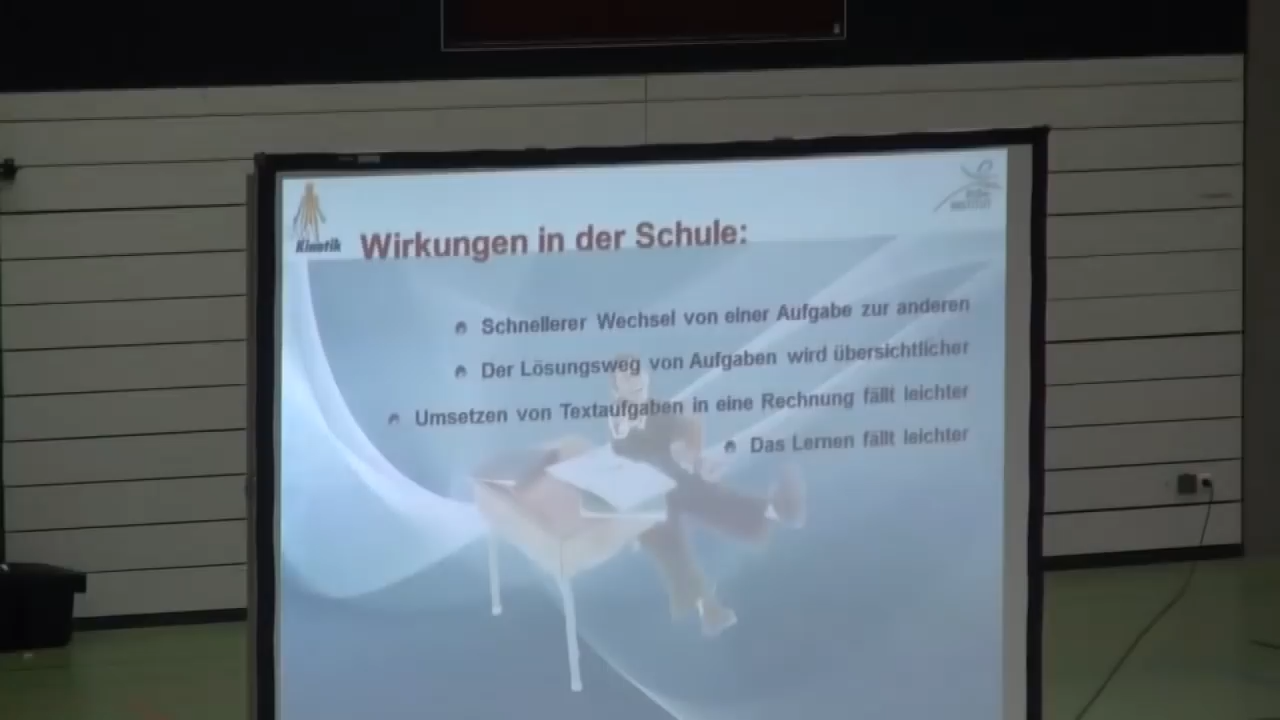 Kinetik
Wirkungen in der Schule:
Schnellerer Wechsel von einer Aufgabe zur anderen
Der Lösungsweg von Aufgaben wird übersichtlicher
Umsetzen von Textaufgaben in eine Rechnung fällt leichter
Das Lernen fällt leichter